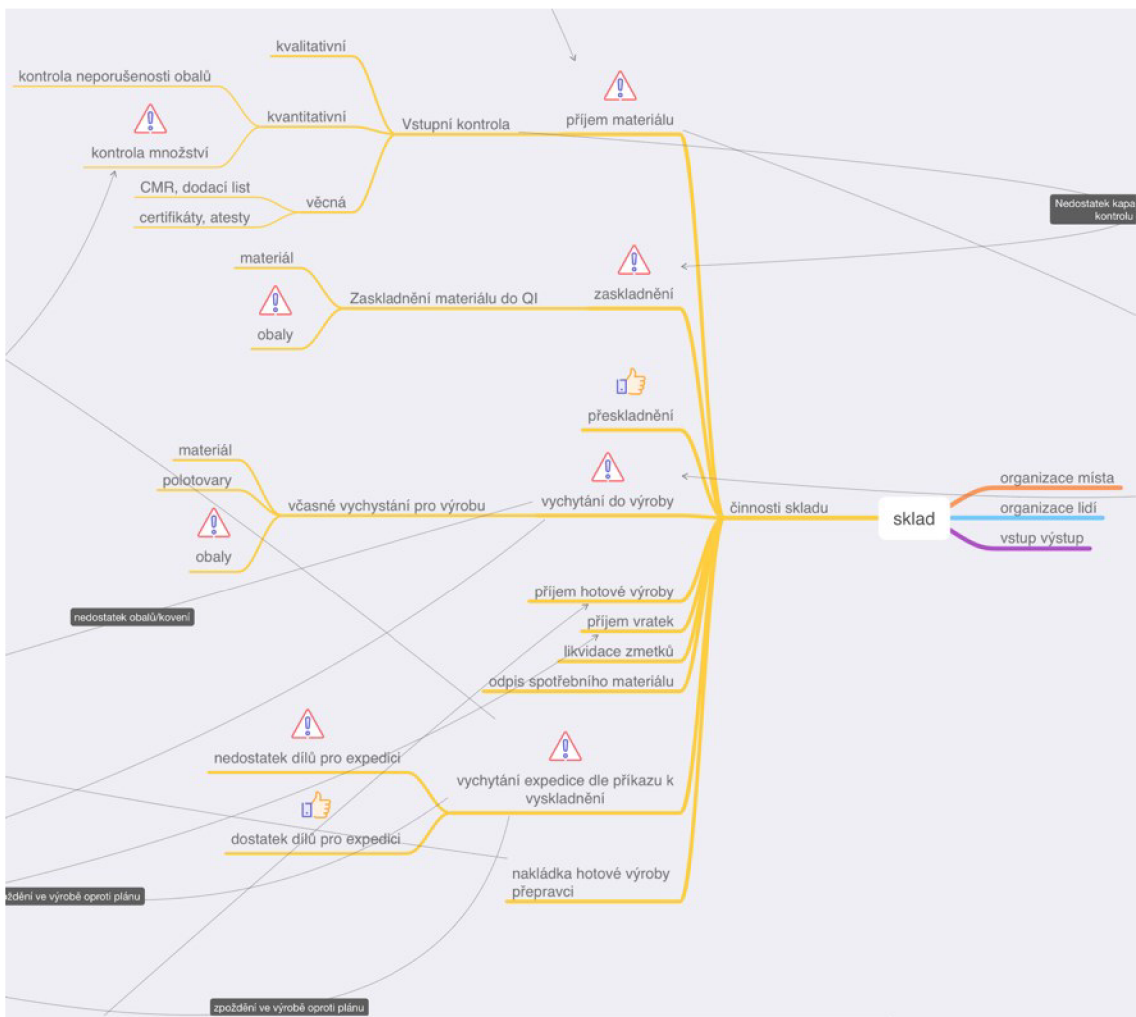 kvalitativní
kontrola neporušenosti obalů
kvantitativní
Vstupní kontrola
příjem materiálu
kontrola množství
CMR, dodací list
věcná
certifikáty, atesty
Nedostatek
kontrolu
materiál
Zaskladnění materiálu do QI
zaskladnění
obaly
přeskladnění
materiál
polotovary
včasné vychystání pro výrobu
vychytání do výroby
obaly
činnosti skladu
sklad
organizace místa
organizace lidí
vstup výstup
nedostatek obalů/kovení
příjem hotové výroby
příjem vratek
likvidace zmetků
odpis spotřebního materiálu
nedostatek dílů pro expedici
vychytání expedice dle příkazu k
vyskladnění
dostatek dílů pro expedici
nakládka hotové výroby
přepravci
ve výrobě oproti plánu
zpoždění ve výrobě oproti plánu